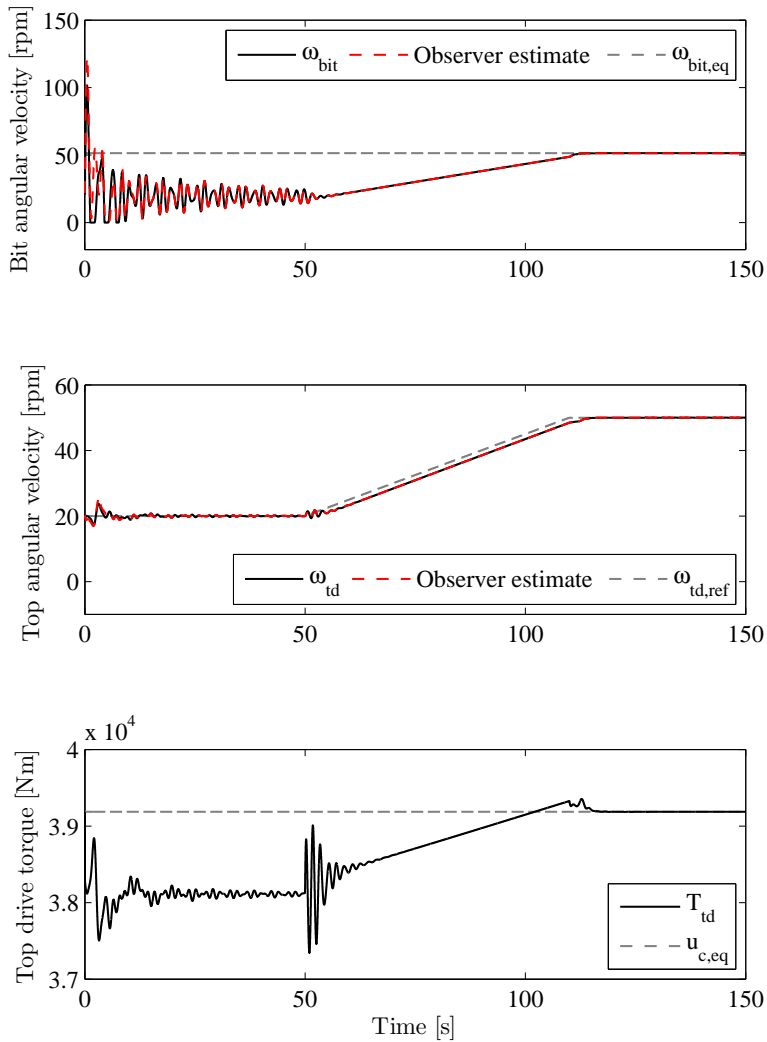 Bit angular velocity [rpm]
150
100
50
0
ω_bit Observer estimate ω_bit,eq
0 50 100 150
Top angular velocity [rpm]
60
40
20
0
ω_td Observer estimate ω_td,ref
0 50 100 150
x 10^4
Top drive torque [Nm]
4
3.9
3.8
3.7
T_td
u_c,eq
0 50 100 150
Time [s]